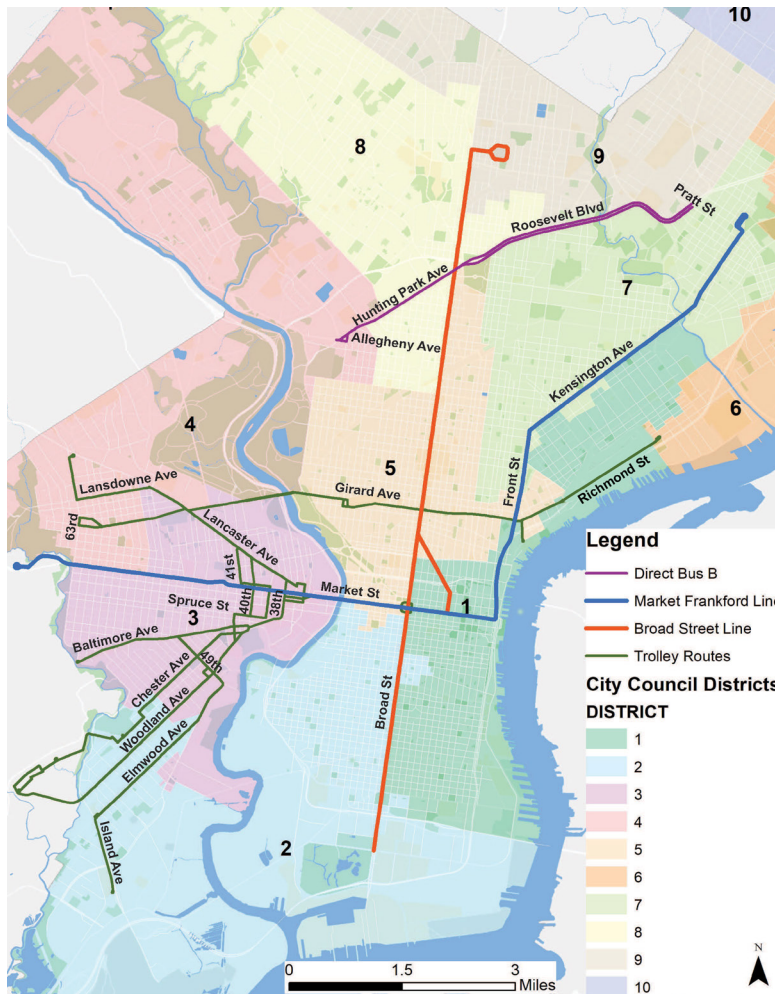 10
8
9
Pratt St
Roosevelt Blvd
Hunting Park Ave
7
Allegheny Ave
Kensington Ave
6
4
5
Lansdowne Ave
Girard Ave
Front St
Richmond St
63rd
Lancaster Ave
41st
Market St
40th
38th
Spruce St
1
3
Baltimore Ave
49th
Chester Ave
Woodland Ave
Elmwood Ave
Broad St
Island Ave
2
Legend
Direct Bus B
Market Frankford Line
Broad Street Line
Trolley Routes
City Council Districts
DISTRICT
1
2
3
4
5
6
7
8
9
10
N
0 1.5 3
Miles